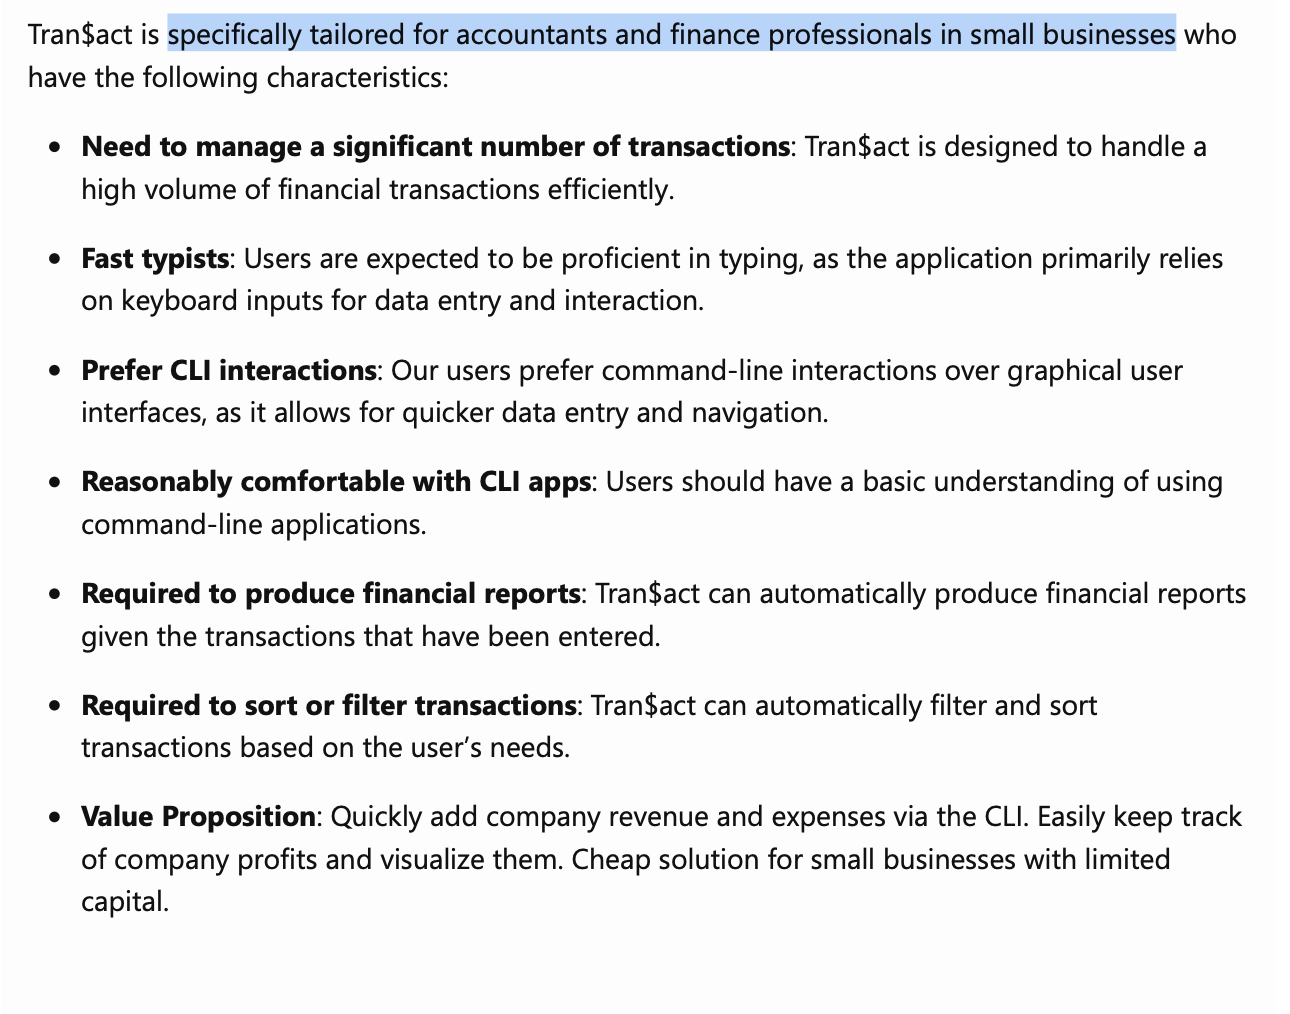 Tran$act is specifically tailored for accountants and finance professionals in small businesses who
have the following characteristics:
• Need to manage a significant number of transactions: Tran$act is designed to handle a
high volume of financial transactions efficiently.
• Fast typists: Users are expected to be proficient in typing, as the application primarily relies
on keyboard inputs for data entry and interaction.
• Prefer CLI interactions: Our users prefer command-line interactions over graphical user
interfaces, as it allows for quicker data entry and navigation.
• Reasonably comfortable with CLI apps: Users should have a basic understanding of using
command-line applications.
• Required to produce financial reports: Tran$act can automatically produce financial reports
given the transactions that have been entered.
• Required to sort or filter transactions: Tran$act can automatically filter and sort
transactions based on the user’s needs.
• Value Proposition: Quickly add company revenue and expenses via the CLI. Easily keep track
of company profits and visualize them. Cheap solution for small businesses with limited
capital.